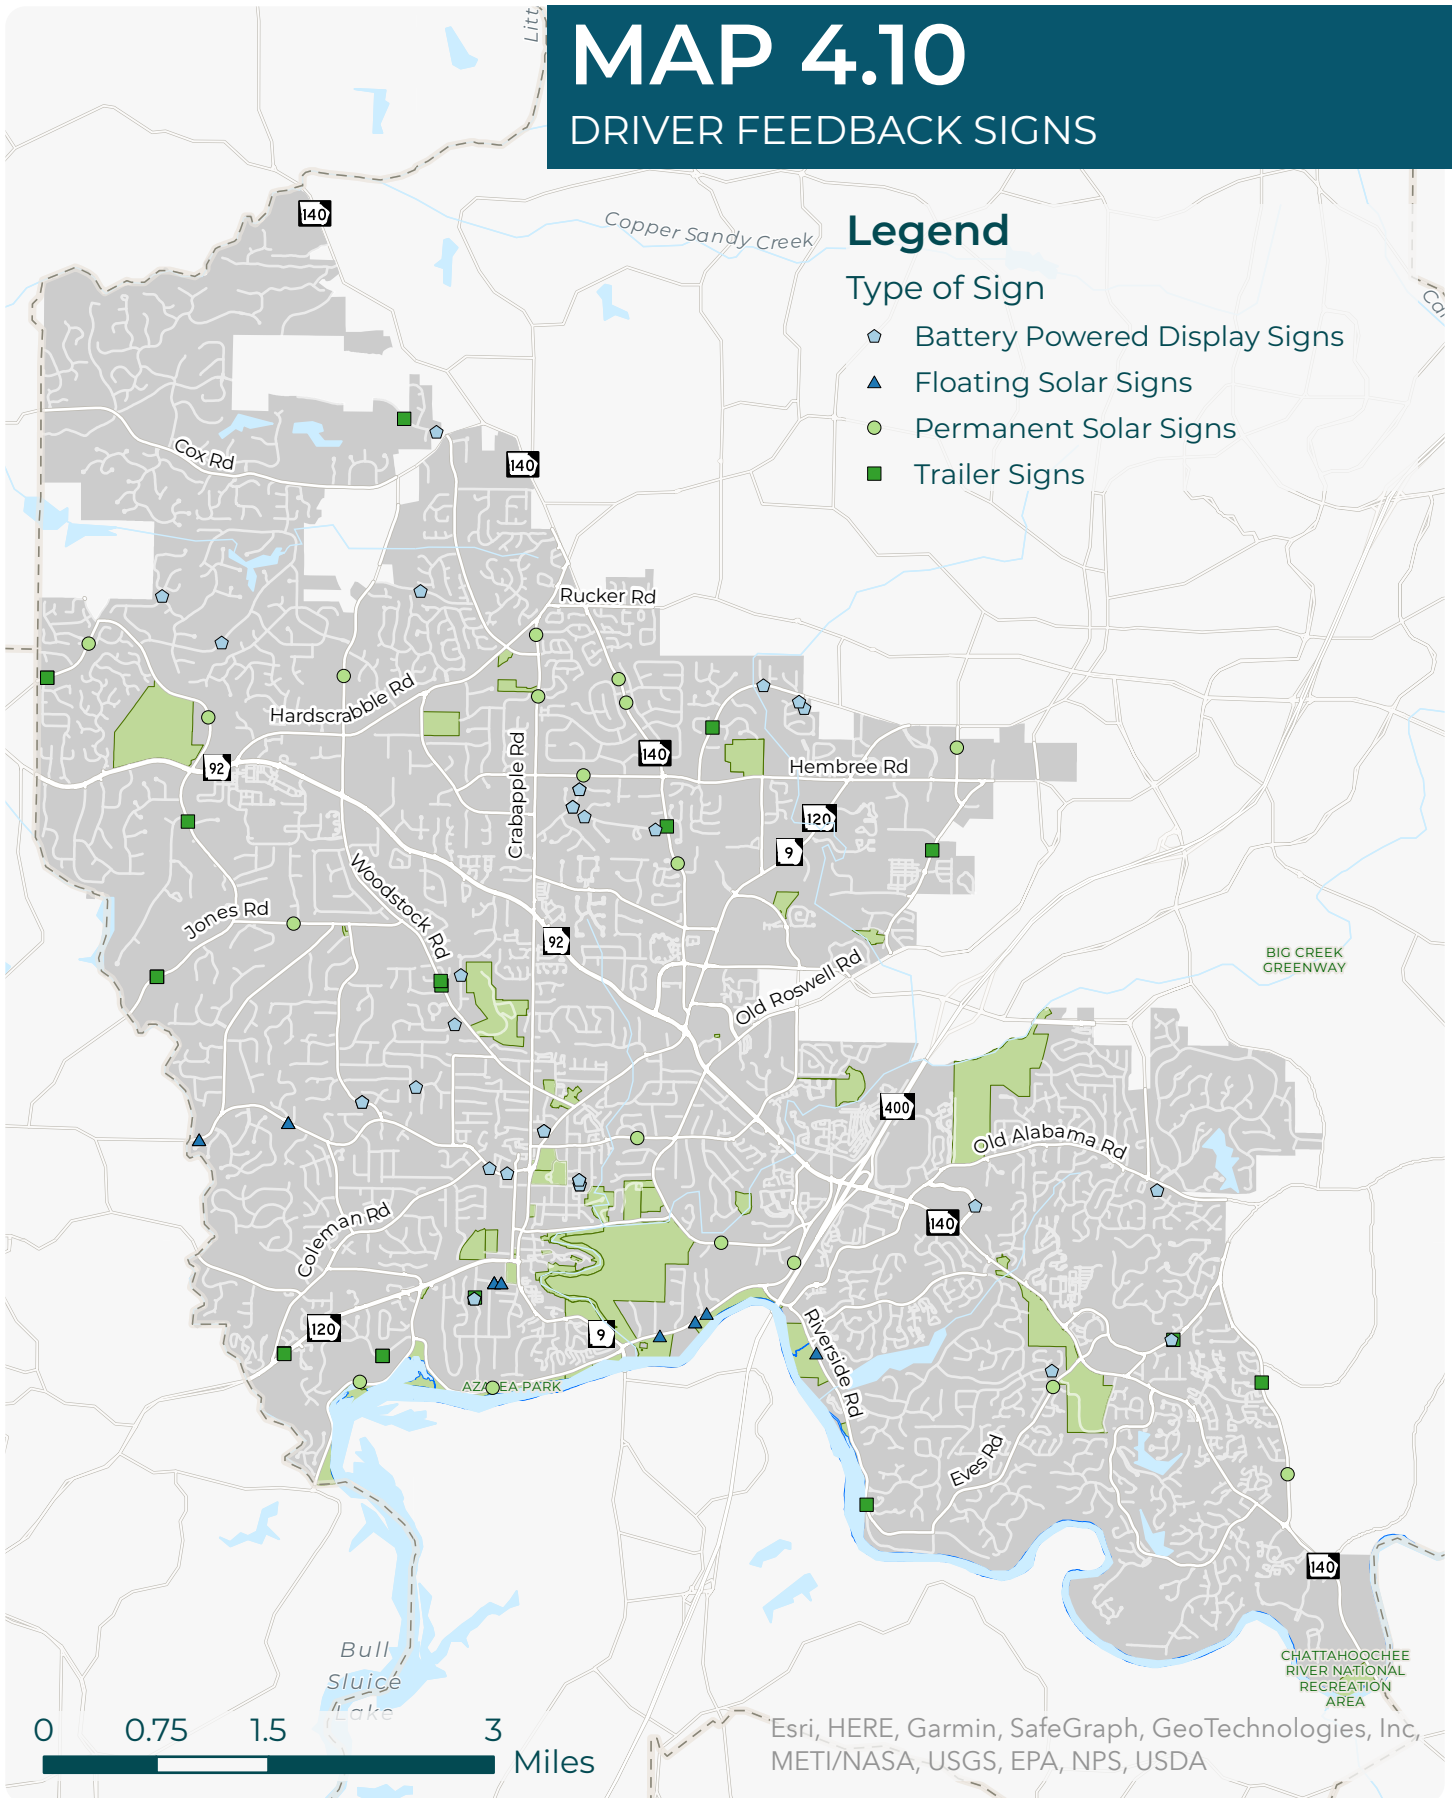 Litt
MAP 4.10
DRIVER FEEDBACK SIGNS
140
Copper Sandy Creek
Legend
Type of Sign
Battery Powered Display Signs
Floating Solar Signs
Permanent Solar Signs
Trailer Signs
Cox Rd
140
Rucker Rd
Hardscrabble Rd
Crabapple Rd
140
92
Hembree Rd
120
9
Woodstock Rd
Jones Rd
92
Old Roswell Rd
BIG CREEK
GREENWAY
400
Old Alabama Rd
Coleman Rd
140
120
9
Riverside Rd
AZALEA PARK
Eves Rd
140
Bull
Sluice
Lake
CHATTAHOOCHEE
RIVER NATIONAL
RECREATION
AREA
0 0.75 1.5 3
Miles
Esri, HERE, Garmin, SafeGraph, GeoTechnologies, Inc,
METI/NASA, USGS, EPA, NPS, USDA